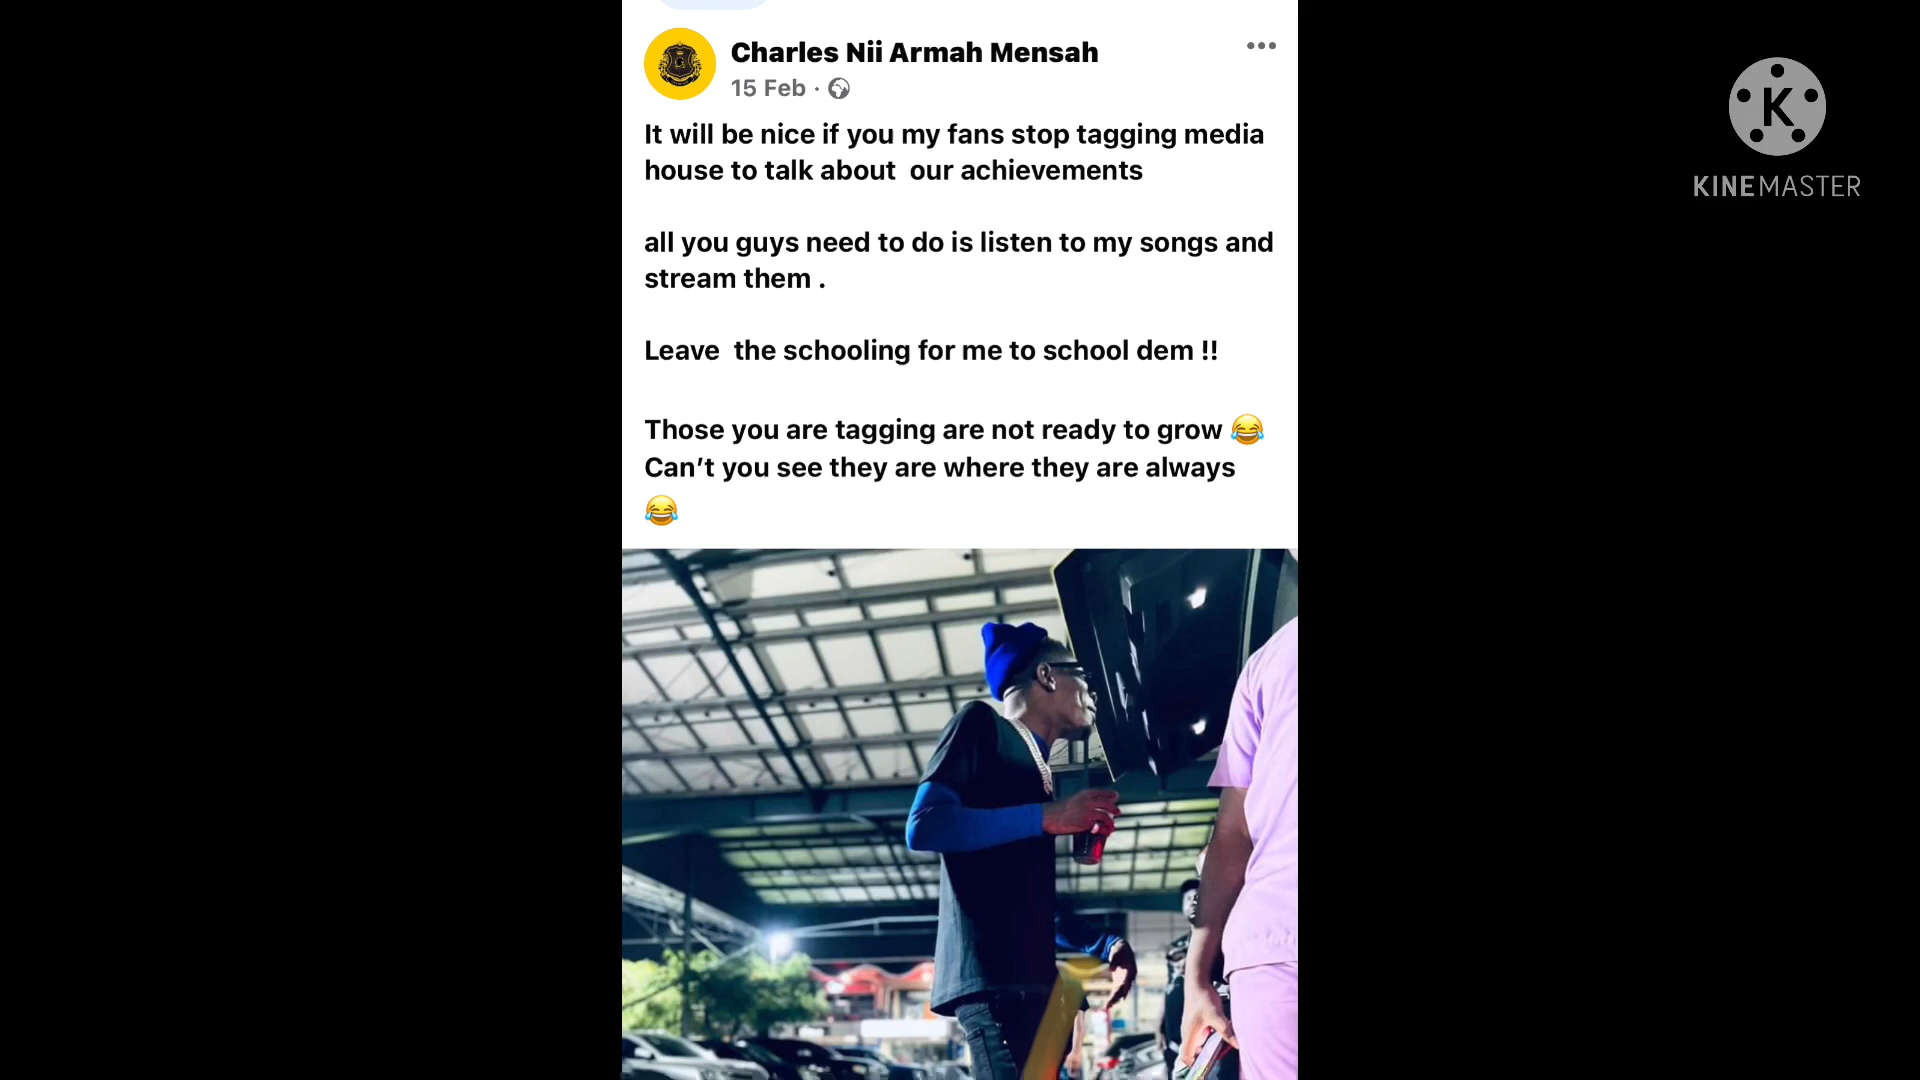 Charles Nii Armah Mensah
15 Feb ·
It will be nice if you my fans stop tagging media
house to talk about our achievements
all you guys need to do is listen to my songs and
stream them .
Leave the schooling for me to school dem !!
Those you are tagging are not ready to grow 😂
Can’t you see they are where they are always
😂
K
KINEMASTER